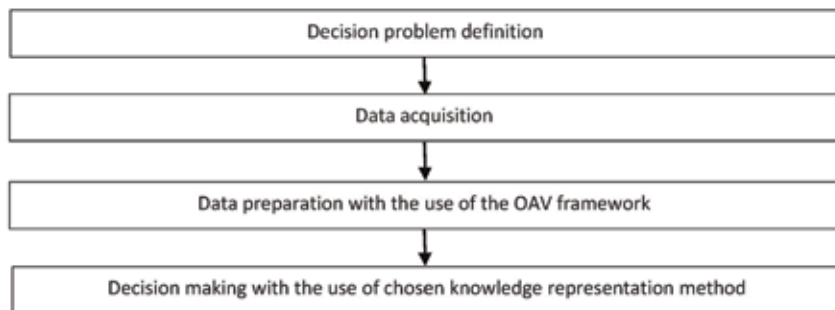 Decision problem definition
Data acquisition
Data preparation with the use of the OAV framework
Decision making with the use of chosen knowledge representation method